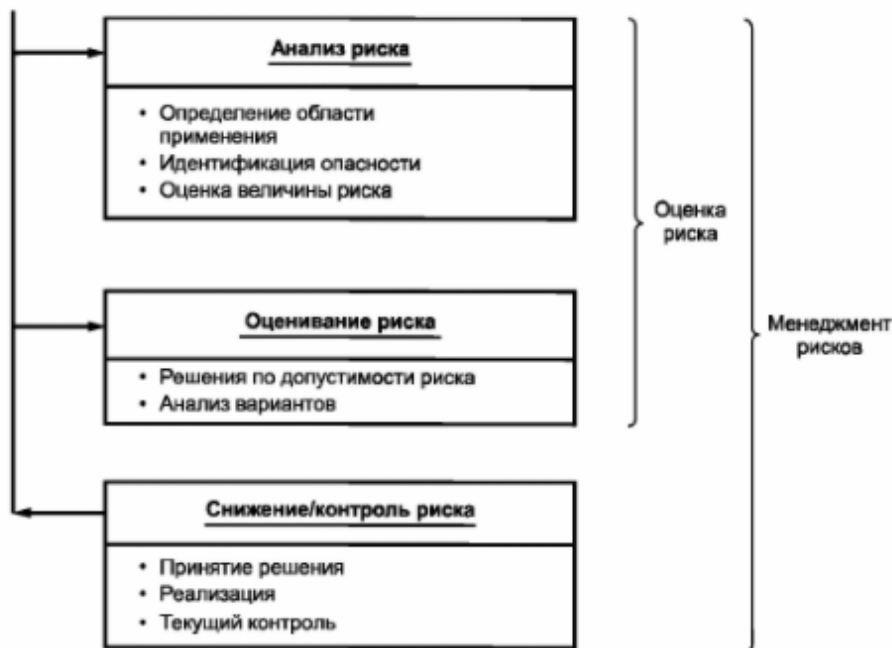 Анализ риска
• Определение области
применения
• Идентификация опасности
• Оценка величины риска
Оценка
риска
Оценивание риска
• Решения по допустимости риска
• Анализ вариантов
Менеджмент
рисков
Снижение/контроль риска
• Принятие решения
• Реализация
• Текущий контроль